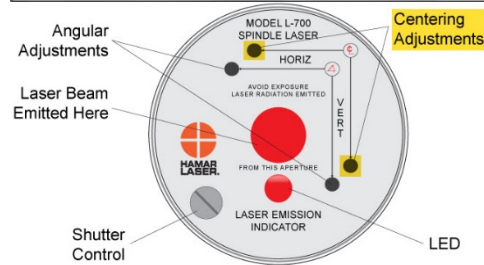 MODEL L-700
SPINDLE LASER
Centering
Adjustments
Angular
Adjustments
HORIZ
Laser Beam
Emitted Here
AVOID EXPOSURE
LASER RADIATION EMITTED
VERT
HAMAR
LASER.
FROM THIS APERTURE
LASER EMISSION
INDICATOR
Shutter
Control
LED